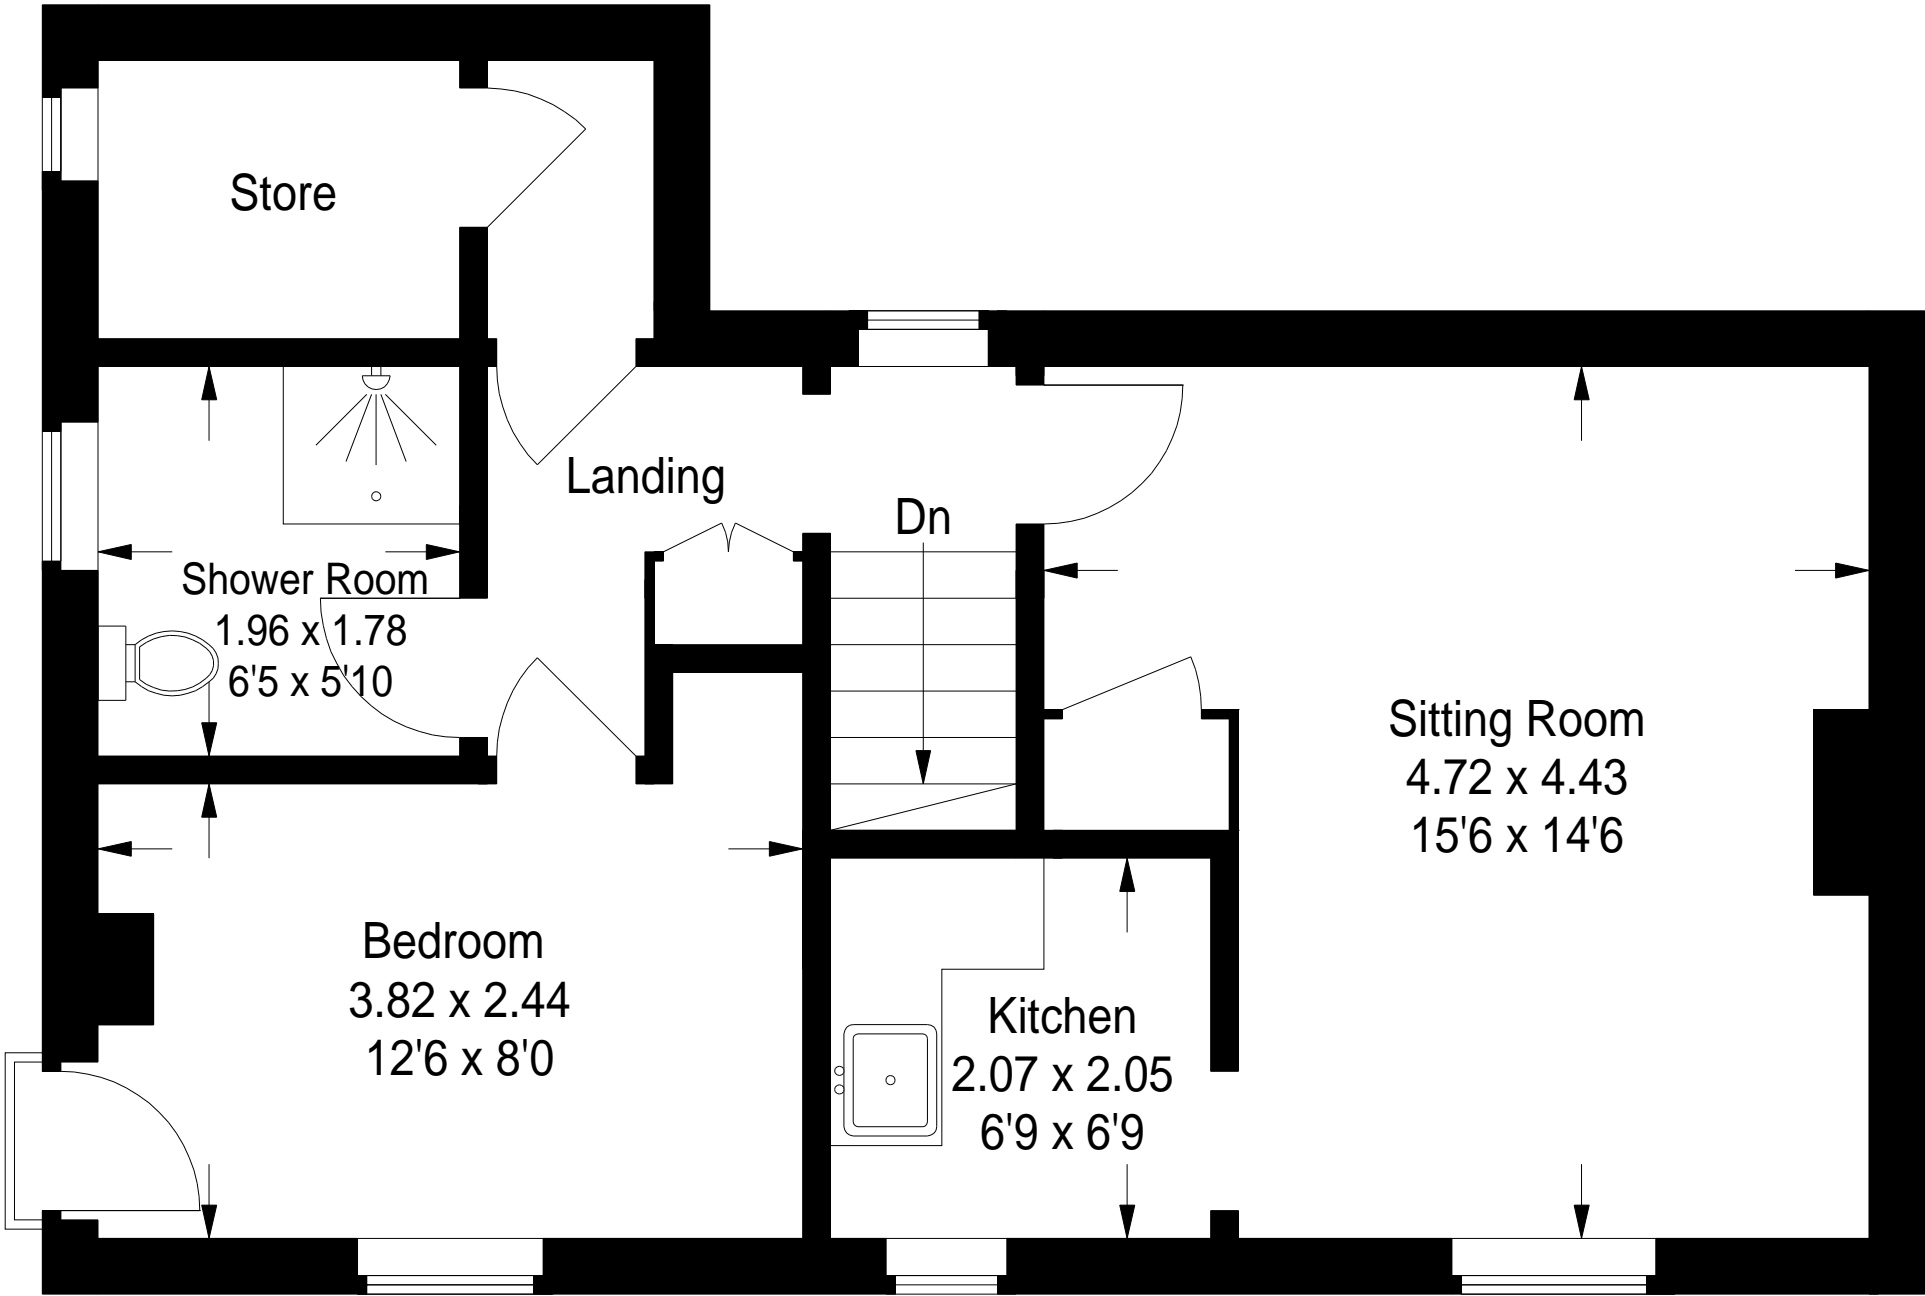 Store
Landing
Dn
Shower Room
1.96 x 1.78
6'5 x 5'10
Sitting Room
4.72 x 4.43
15'6 x 14'6
Bedroom
3.82 x 2.44
12'6 x 8'0
Kitchen
2.07 x 2.05
6'9 x 6'9